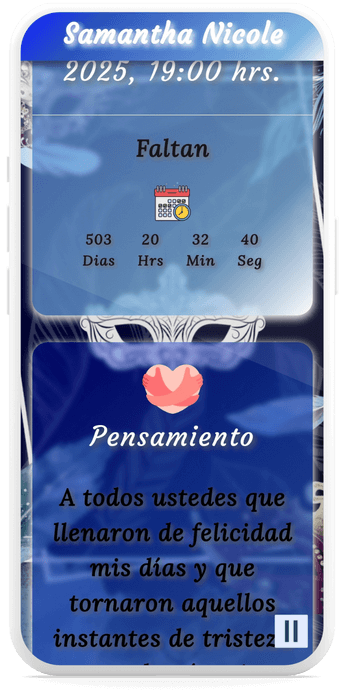 Samantha Nicole
2025, 19:00 hrs.
Faltan
503 20 32 40
Dias Hrs Min Seg
Pensamiento
A todos ustedes que
llenaron de felicidad
mis días y que
tornaron aquellos
instantes de